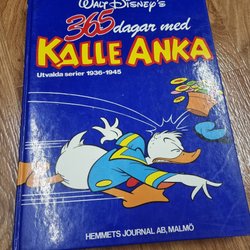 WALT DISNEY'S
365 dagar med
KALLE ANKA
Utvalda serier 1936-1945
HEMMETS JOURNAL AB, MALMÖ